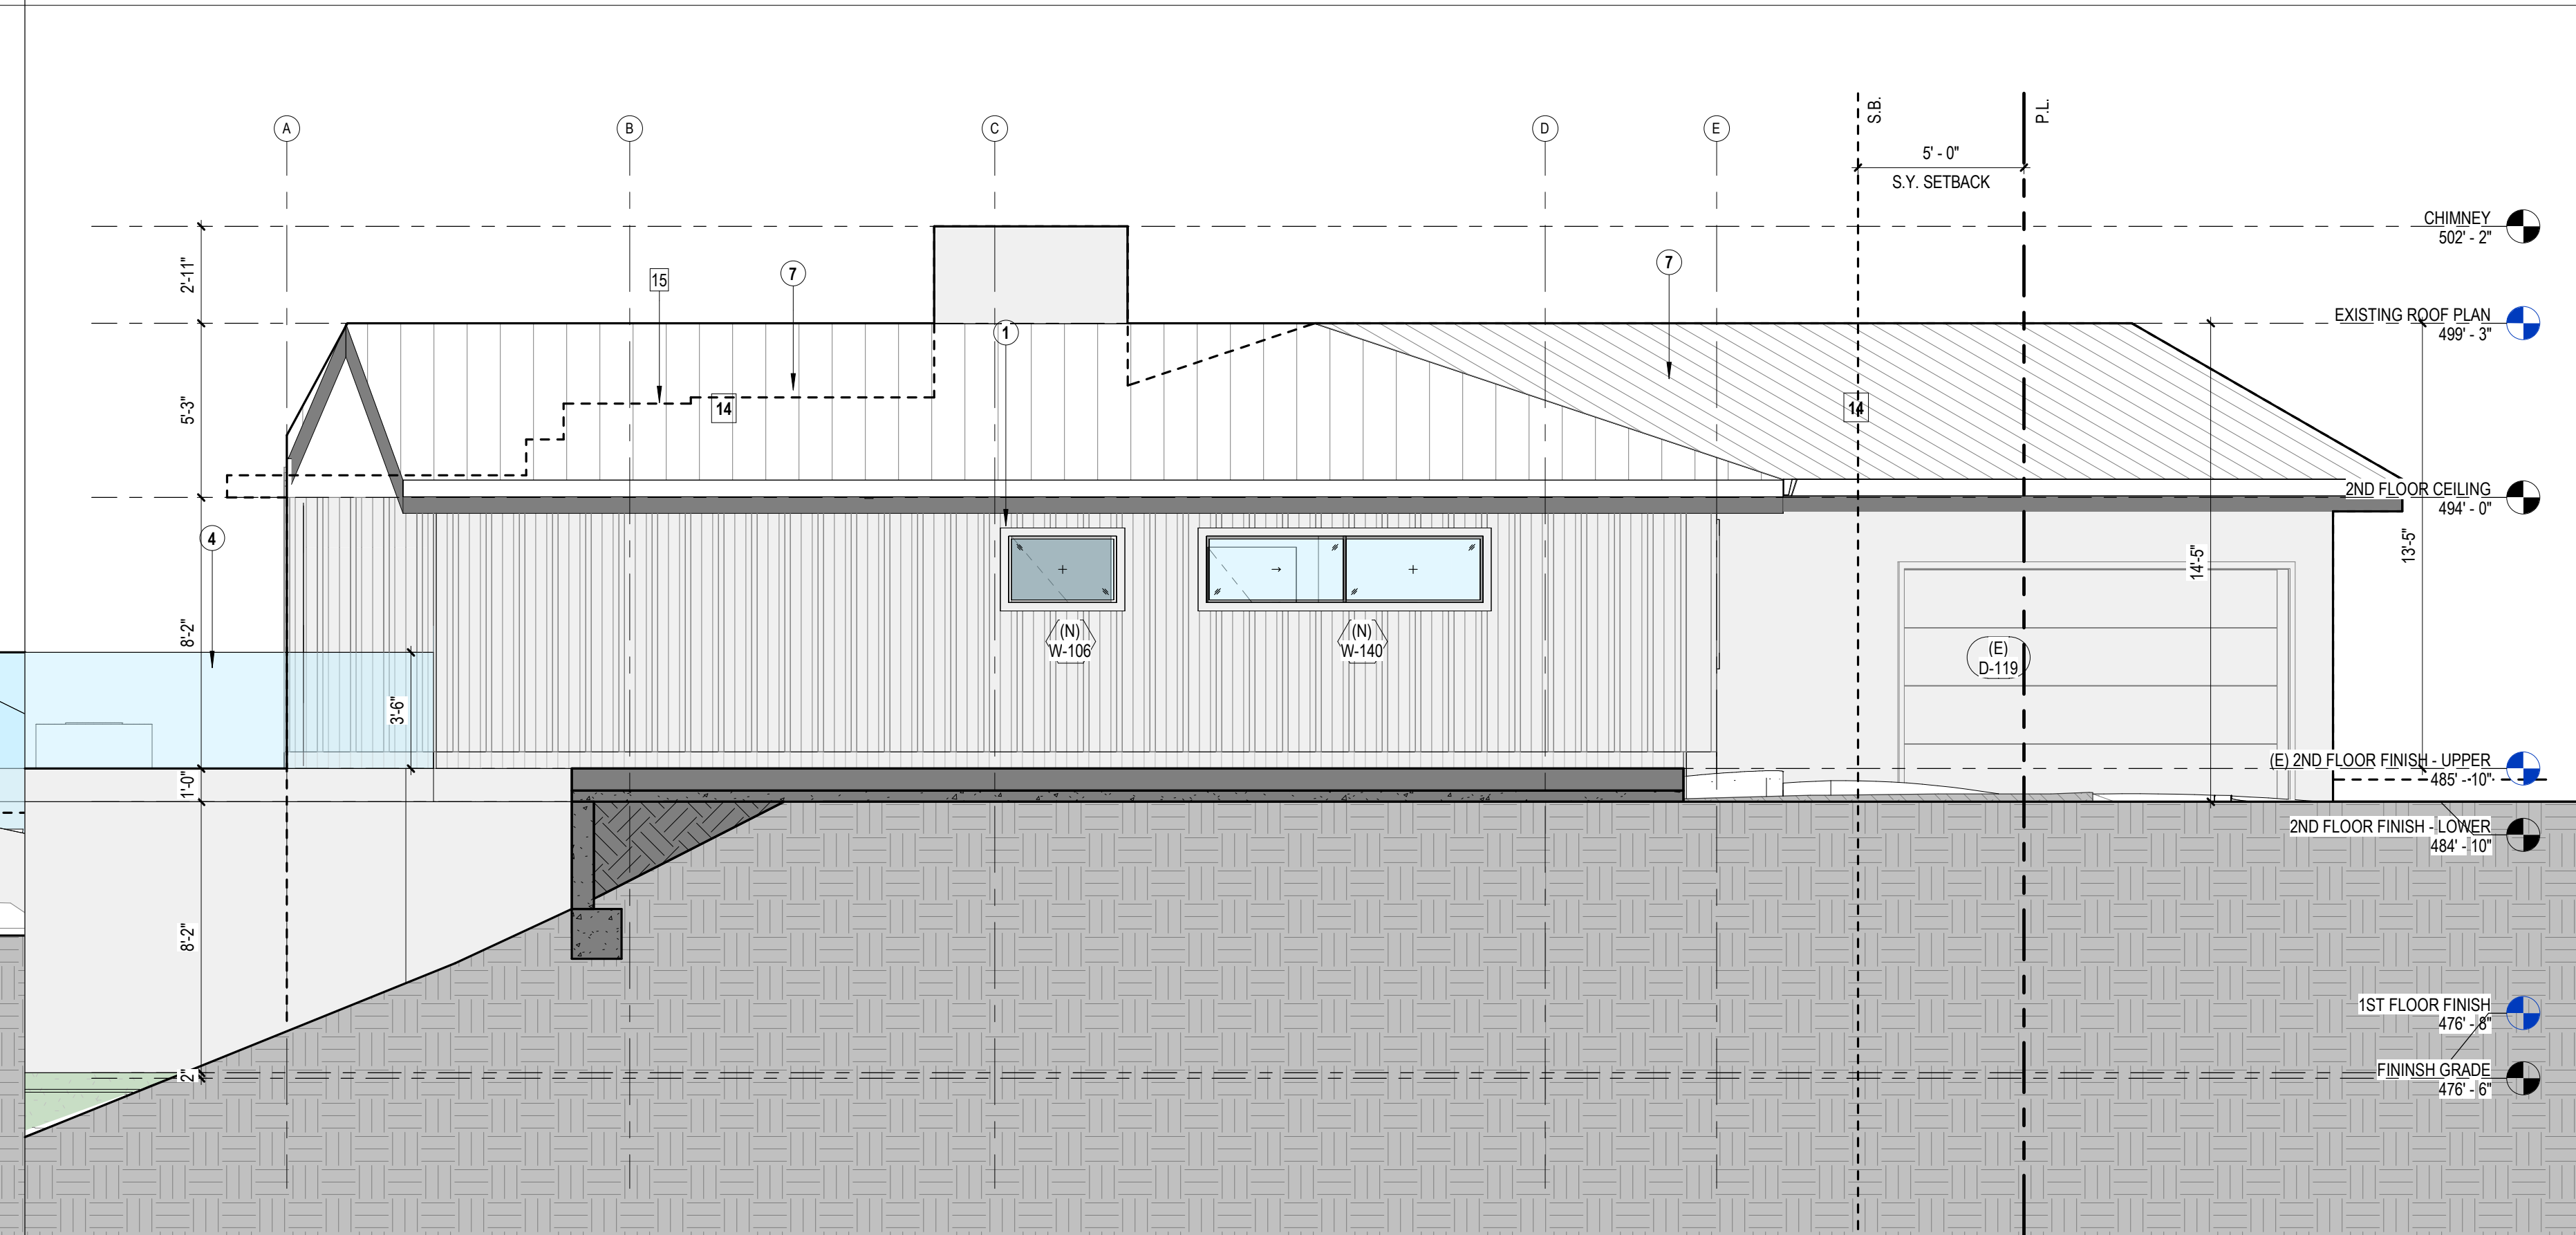 S.B.
P.L.
A
B
C
D
E
5' - 0"
S.Y. SETBACK
CHIMNEY
502' - 2"
2'-11"
15
7
7
EXISTING ROOF PLAN
499' - 3"
1
5'-3"
14
14
2ND FLOOR CEILING
494' - 0"
4
13'-5"
14'-5"
8'-2"
(N)
W-106
(N)
W-140
(E)
D-119
3'-6"
(E) 2ND FLOOR FINISH - UPPER
485' - 10"
1'-0"
2ND FLOOR FINISH - LOWER
484' - 10"
8'-2"
1ST FLOOR FINISH
476' - 8"
2"
FININSH GRADE
476' - 6"